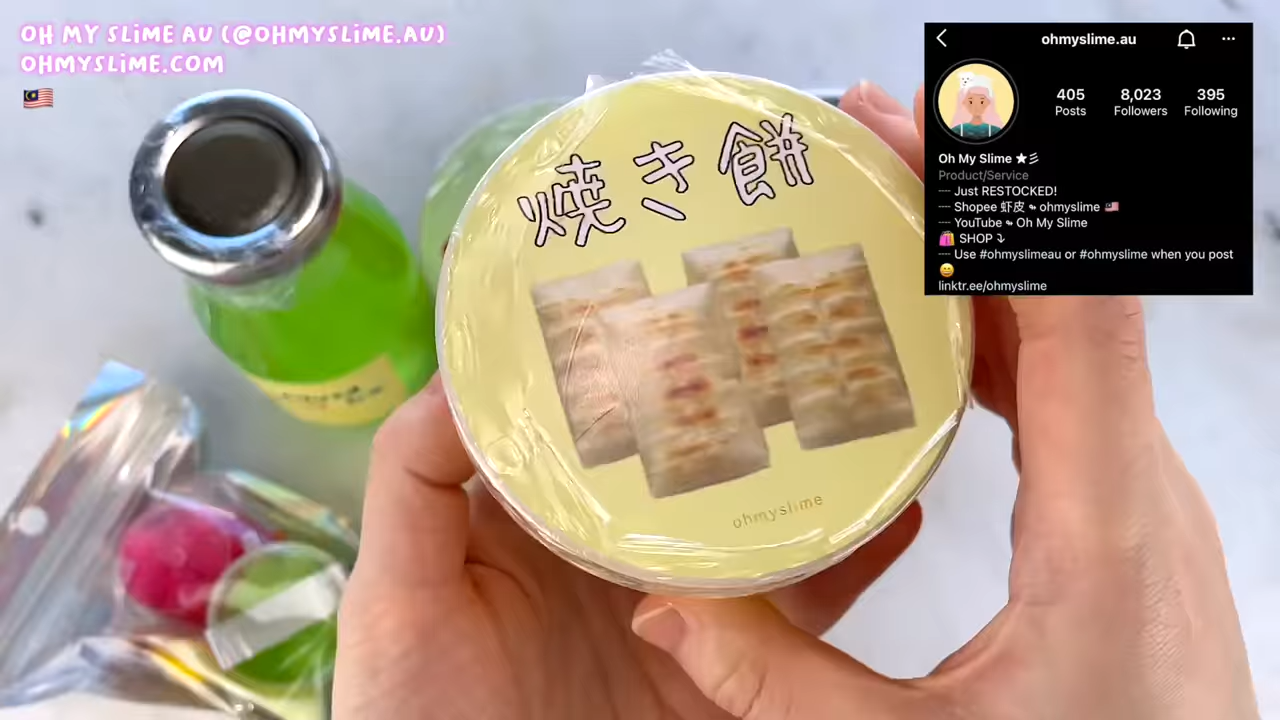 OH MY SLIME AU (@OHMYSLIME.AU)
OHMYSLIME.COM
🇲🇾
焼き餅
ohmyslime
ohmyslime.au
405 8,023 395
Posts Followers Following
Oh My Slime ★彡
Product/Service
┈ Just RESTOCKED!
┈ Shopee 虾皮 ➴ ohmyslime 🇲🇾
┈ YouTube ➴ Oh My Slime
🛍️ SHOP ⤵
┈ Use #ohmyslimeau or #ohmyslime when you post
😄
linktr.ee/ohmyslime